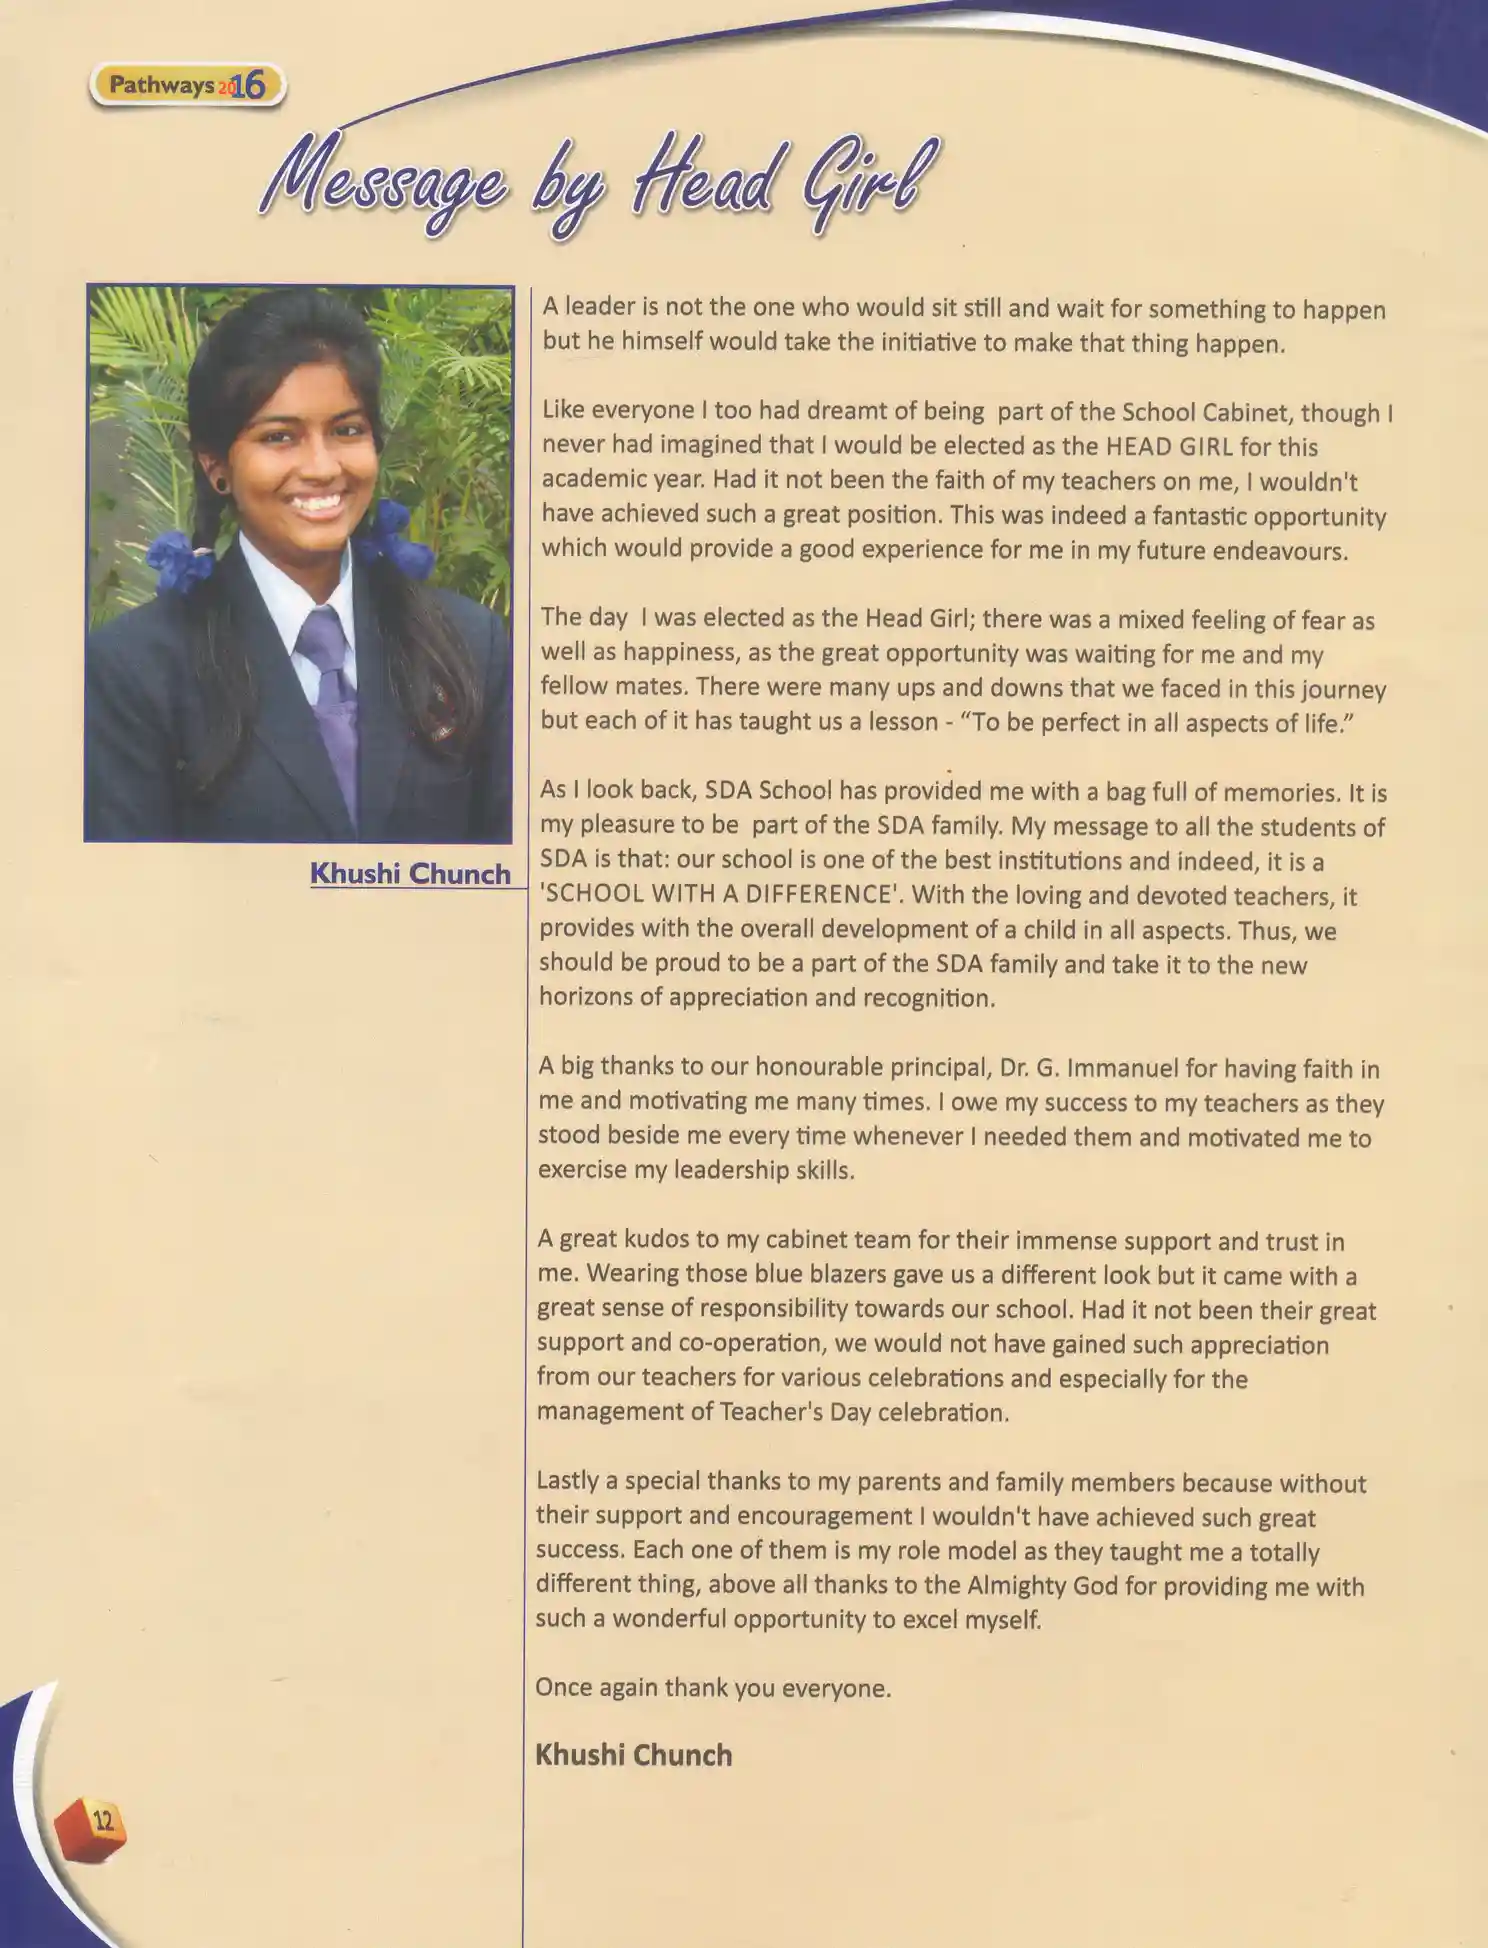 Pathways 2016
Message by Head Girl
A leader is not the one who would sit still and wait for something to happen
but he himself would take the initiative to make that thing happen.
Like everyone I too had dreamt of being  part of the School Cabinet, though I
never had imagined that I would be elected as the HEAD GIRL for this
academic year. Had it not been the faith of my teachers on me, I wouldn't
have achieved such a great position. This was indeed a fantastic opportunity
which would provide a good experience for me in my future endeavours.
The day  I was elected as the Head Girl; there was a mixed feeling of fear as
well as happiness, as the great opportunity was waiting for me and my
fellow mates. There were many ups and downs that we faced in this journey
but each of it has taught us a lesson - “To be perfect in all aspects of life.”
As I look back, SDA School has provided me with a bag full of memories. It is
my pleasure to be  part of the SDA family. My message to all the students of
SDA is that: our school is one of the best institutions and indeed, it is a
'SCHOOL WITH A DIFFERENCE'. With the loving and devoted teachers, it
provides with the overall development of a child in all aspects. Thus, we
should be proud to be a part of the SDA family and take it to the new
horizons of appreciation and recognition.
A big thanks to our honourable principal, Dr. G. Immanuel for having faith in
me and motivating me many times. I owe my success to my teachers as they
stood beside me every time whenever I needed them and motivated me to
exercise my leadership skills.
A great kudos to my cabinet team for their immense support and trust in
me. Wearing those blue blazers gave us a different look but it came with a
great sense of responsibility towards our school. Had it not been their great
support and co-operation, we would not have gained such appreciation
from our teachers for various celebrations and especially for the
management of Teacher's Day celebration.
Lastly a special thanks to my parents and family members because without
their support and encouragement I wouldn't have achieved such great
success. Each one of them is my role model as they taught me a totally
different thing, above all thanks to the Almighty God for providing me with
such a wonderful opportunity to excel myself.
Once again thank you everyone.
Khushi Chunch
Khushi Chunch
12